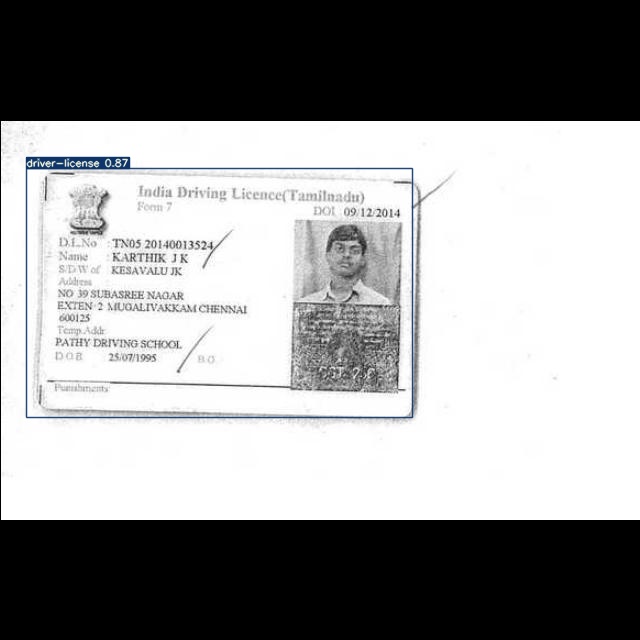 driver-license 0.87
India Driving Licence(Tamilnadu)
Form 7
DOI 09/12/2014
D.L.No : TN05 20140013524
Name : KARTHIK J K
S/D/W of : KESAVALU JK
Address :
NO 39 SUBASREE NAGAR
EXTEN 2 MUGALIVAKKAM CHENNAI
600125
Temp.Addr.
PATHY DRIVING SCHOOL
D.O.B. 25/07/1995 B.G.
Punishments